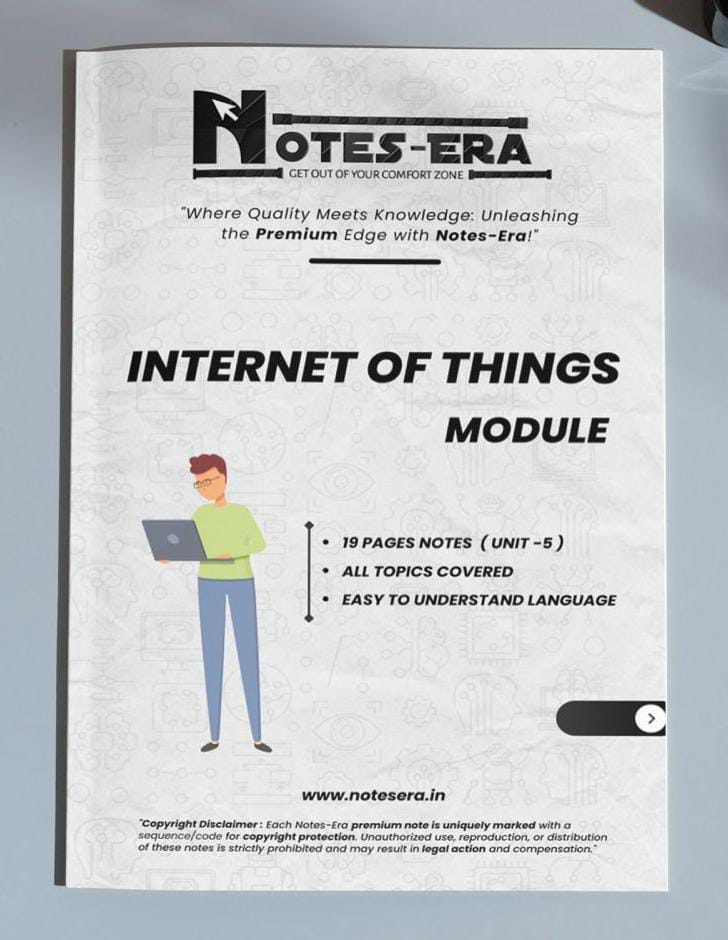 NOTES-ERA
GET OUT OF YOUR COMFORT ZONE
"Where Quality Meets Knowledge: Unleashing
the Premium Edge with Notes-Era!"
INTERNET OF THINGS
MODULE
• 19 PAGES NOTES ( UNIT -5 )
• ALL TOPICS COVERED
• EASY TO UNDERSTAND LANGUAGE
www.notesera.in
"Copyright Disclaimer : Each Notes-Era premium note is uniquely marked with a
sequence/code for copyright protection. Unauthorized use, reproduction, or distribution
of these notes is strictly prohibited and may result in legal action and compensation."